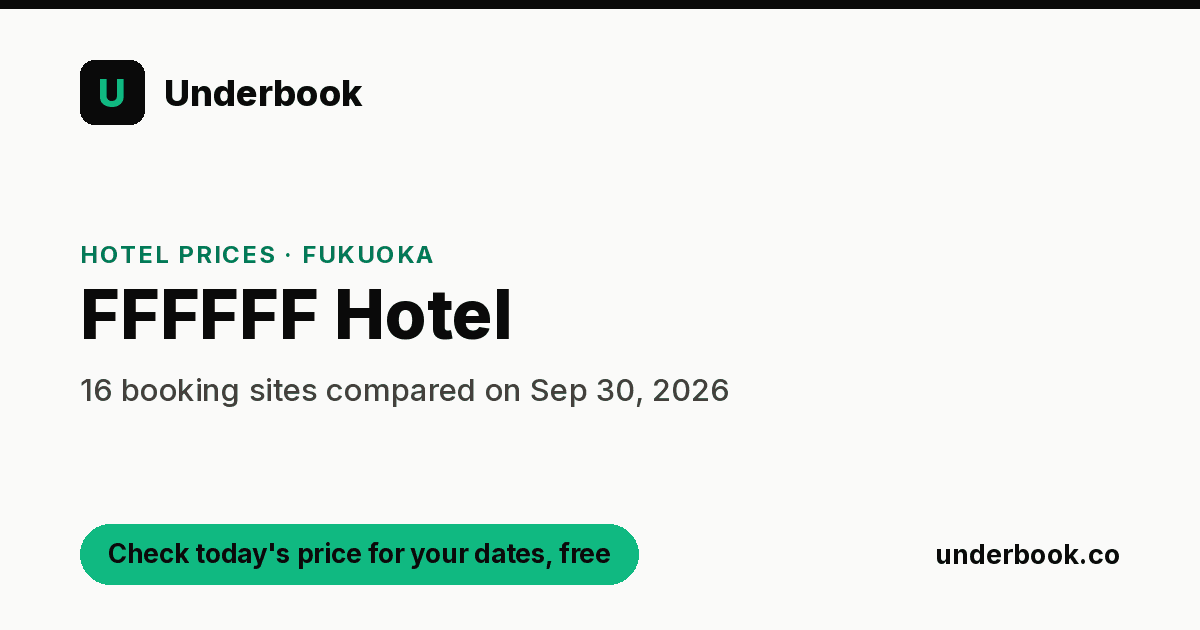 U Underbook
HOTEL PRICES · FUKUOKA
FFFFFF Hotel
16 booking sites compared on Sep 30, 2026
Check today's price for your dates, free
underbook.co